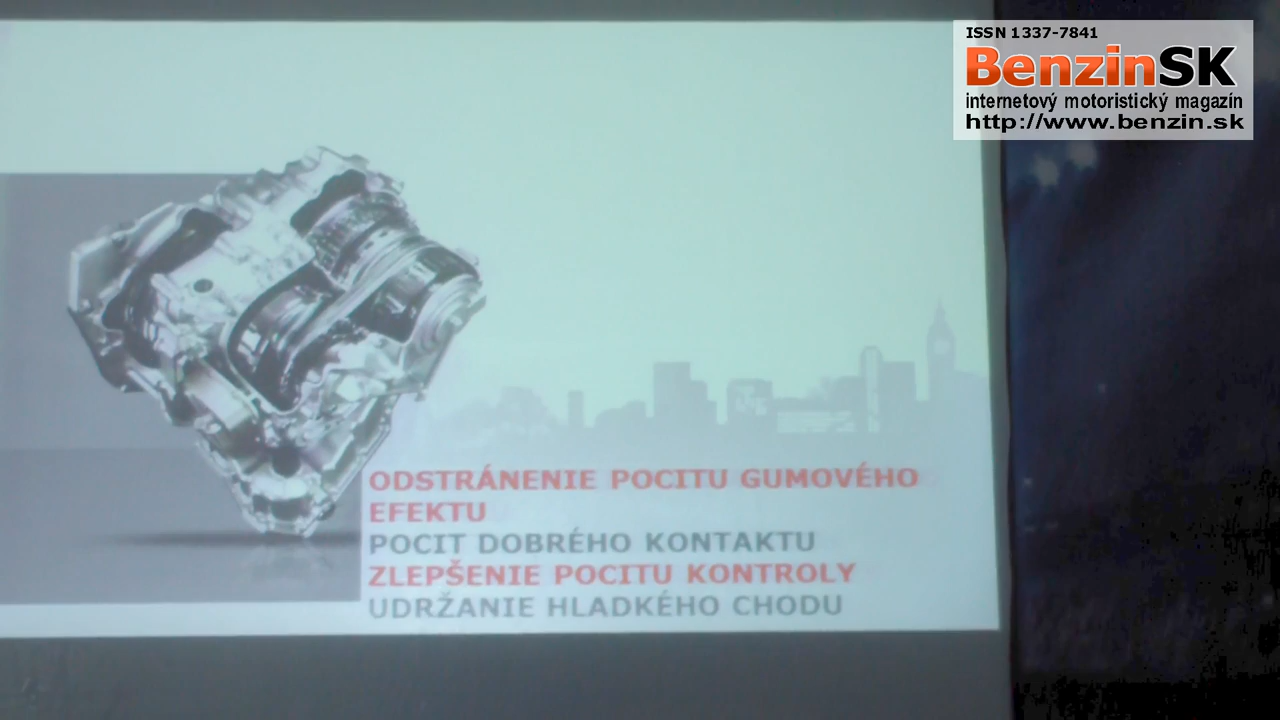 ISSN 1337-7841
BenzinSK
internetový motoristický magazín
http://www.benzin.sk
ODSTRÁNENIE POCITU GUMOVÉHO
EFEKTU
POCIT DOBRÉHO KONTAKTU
ZLEPŠENIE POCITU KONTROLY
UDRŽANIE HLADKÉHO CHODU